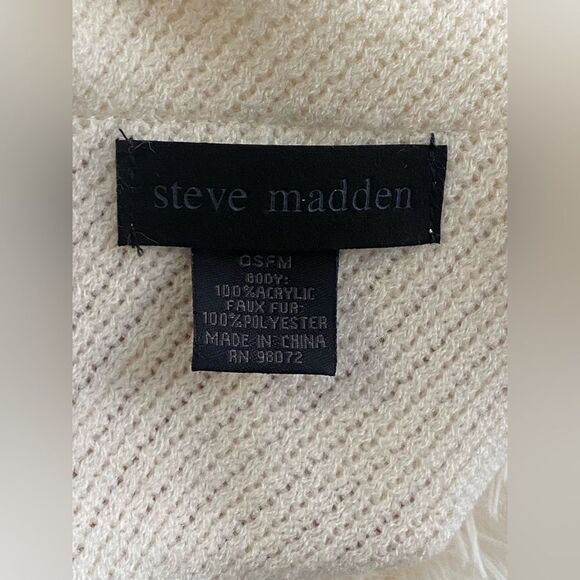 steve madden
OSFM
BODY:
100%ACRYLIC
FAUX FUR:
100%POLYESTER
MADE IN CHINA
RN 98072